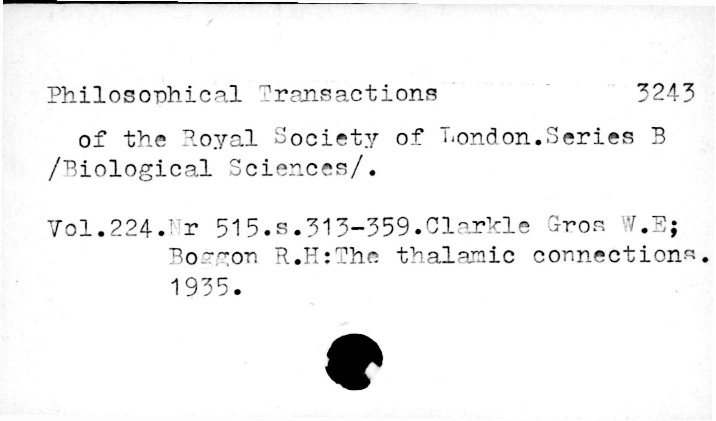 Philosophical Transactions 3243
of the Royal Society of London.Series B
/Biological Sciences/.
Vol.224.Nr 515.s.313-359.Clarkle Gros W.E;
Boggon R.H:The thalamic connections.
1935.